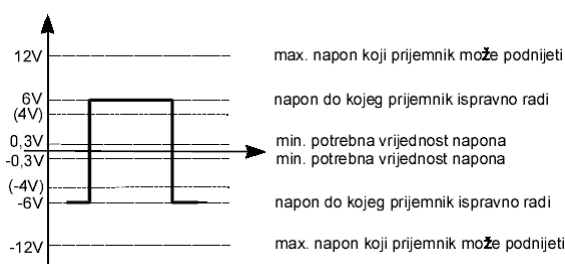 12V max. napon koji prijemnik može podnijeti
6V napon do kojeg prijemnik ispravno radi
(4V)
0,3V min. potrebna vrijednost napona
-0,3V min. potrebna vrijednost napona
(-4V)
-6V napon do kojeg prijemnik ispravno radi
-12V max. napon koji prijemnik može podnijeti